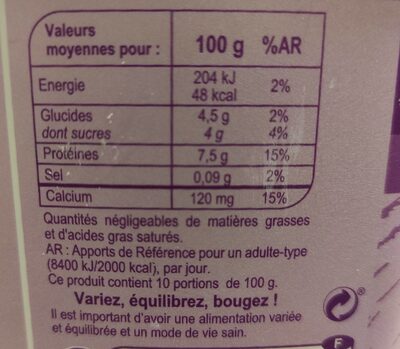 Valeurs
moyennes pour : 100 g %AR
Energie 204 kJ 2%
48 kcal
Glucides 4,5 g 2%
dont sucres 4 g 4%
Protéines 7,5 g 15%
Sel 0,09 g 2%
Calcium 120 mg 15%
Quantités négligeables de matières grasses
et d'acides gras saturés.
AR : Apports de Référence pour un adulte-type
(8400 kJ/2000 kcal), par jour.
Ce produit contient 10 portions de 100 g.
Variez, équilibrez, bougez !
Il est important d'avoir une alimentation variée
et équilibrée et un mode de vie sain.
®
F